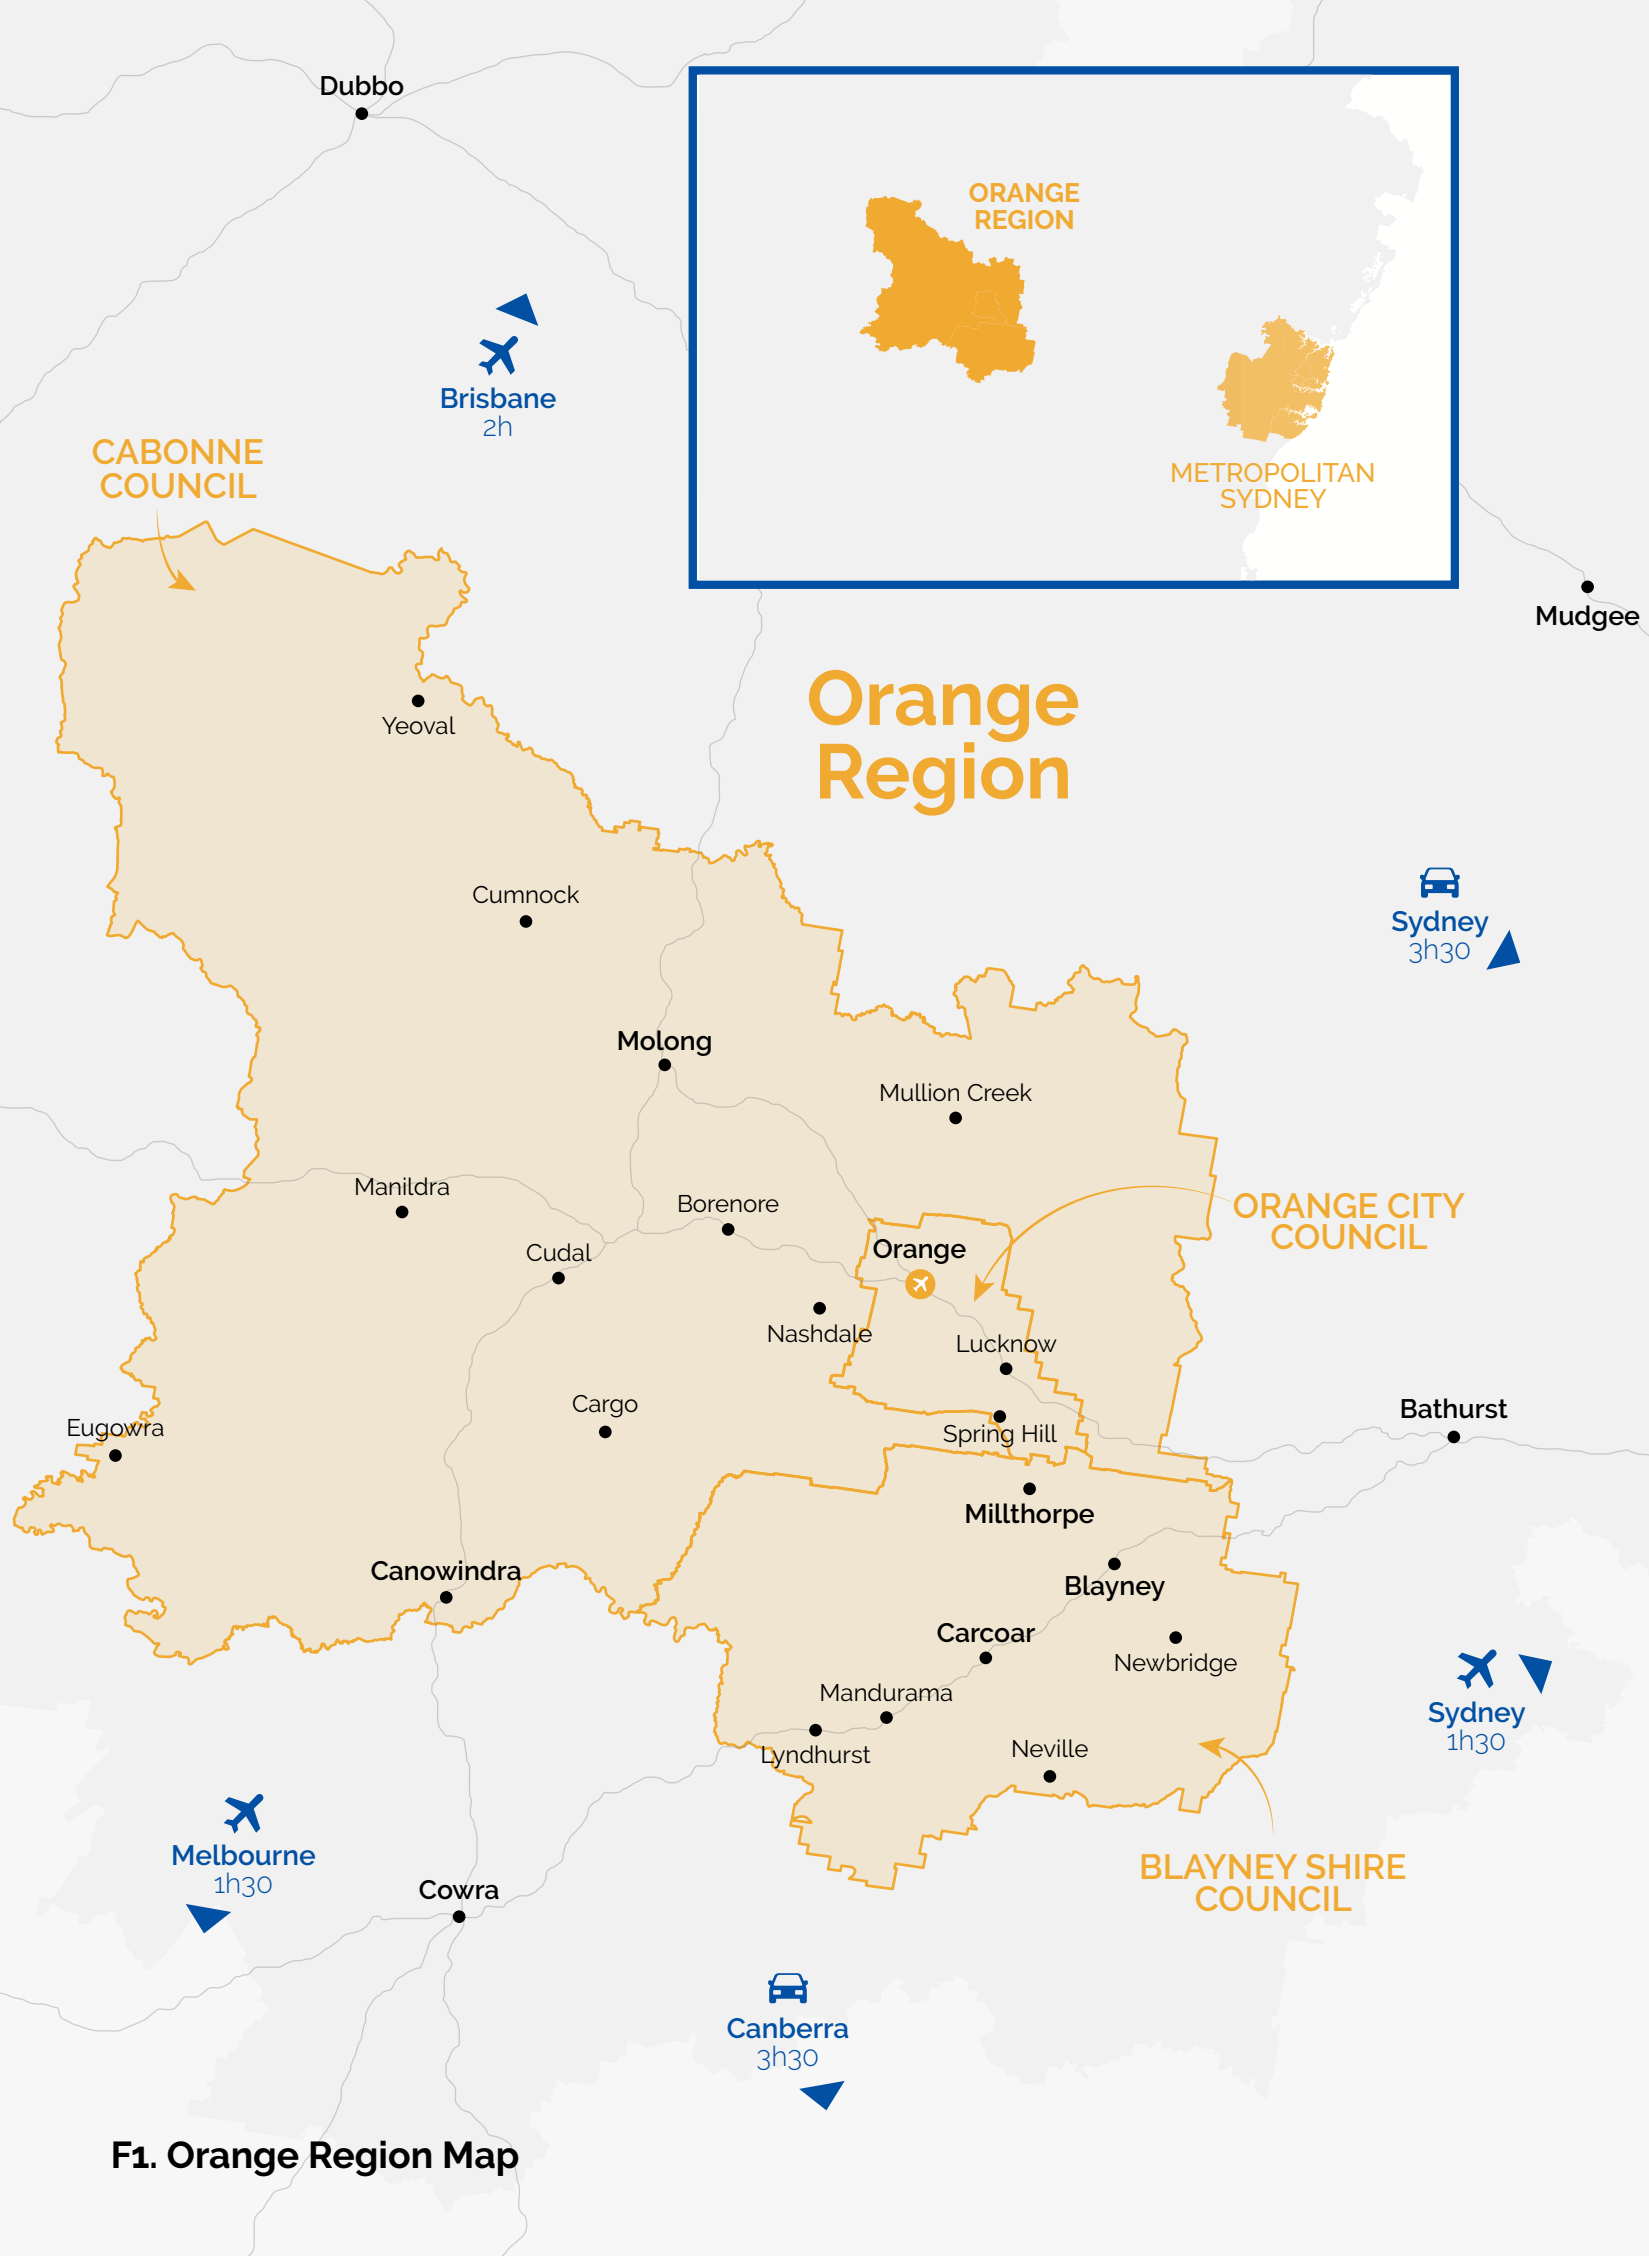 Dubbo
ORANGE
REGION
Brisbane
2h
CABONNE
COUNCIL
METROPOLITAN
SYDNEY
Mudgee
Orange
Region
Yeoval
Cumnock
Sydney
3h30
Molong
Mullion Creek
Manildra
Borenore
ORANGE CITY
COUNCIL
Orange
Cudal
Nashdale
Lucknow
Cargo
Bathurst
Eugowra
Spring Hill
Millthorpe
Canowindra
Blayney
Carcoar
Newbridge
Mandurama
Sydney
1h30
Lyndhurst
Neville
Melbourne
1h30
BLAYNEY SHIRE
COUNCIL
Cowra
Canberra
3h30
F1. Orange Region Map